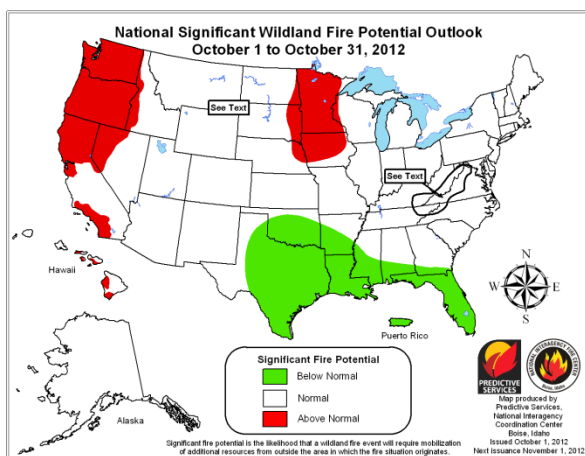 National Significant Wildland Fire Potential Outlook
October 1 to October 31, 2012
See Text
See Text
Hawaii
N
W
E
S
Puerto Rico
Alaska
Significant Fire Potential
Below Normal
Normal
Above Normal
PREDICTIVE
SERVICES
NATIONAL INTERAGENCY FIRE CENTER
Boise, Idaho
Map produced by
Predictive Services,
National Interagency
Coordination Center
Boise, Idaho
Issued October 1, 2012
Next issuance November 1, 2012
Significant fire potential is the likelihood that a wildland fire event will require mobilization
of additional resources from outside the area in which the fire situation originates.